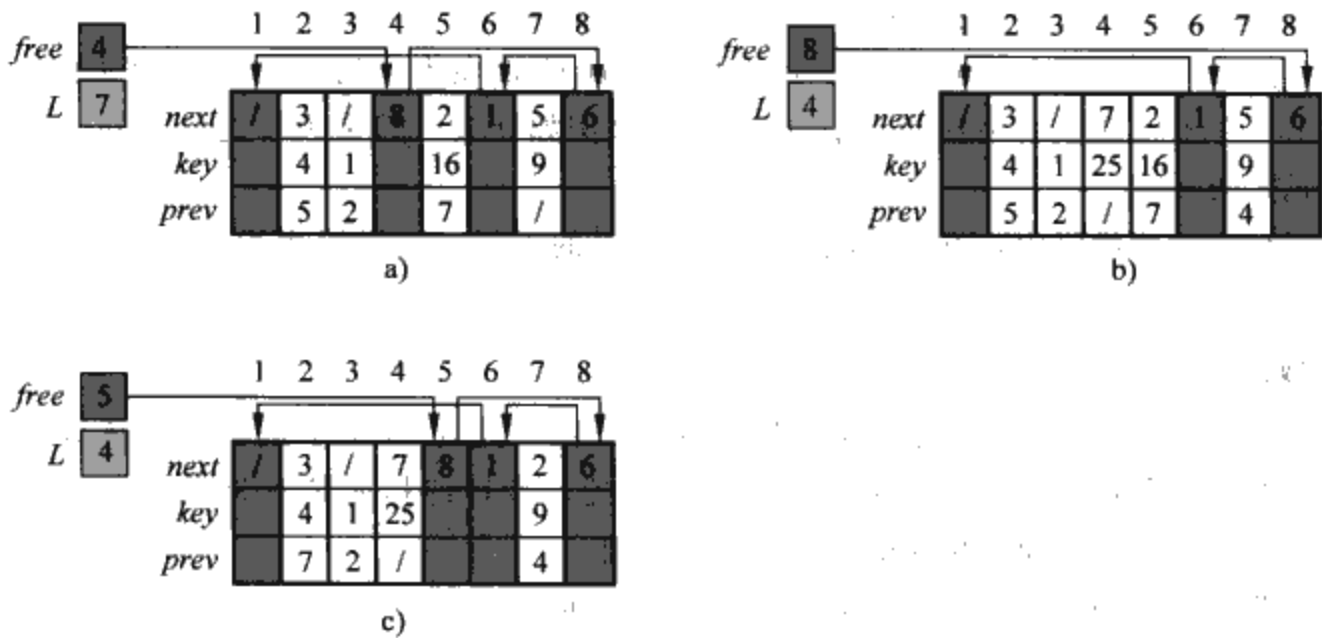 1 2 3 4 5 6 7 8
free 4
L 7
next / 3 / 8 2 1 5 6
key 4 1 16 9
prev 5 2 7 /
a)
1 2 3 4 5 6 7 8
free 8
L 4
next / 3 / 7 2 1 5 6
key 4 1 25 16 9
prev 5 2 / 7 4
b)
1 2 3 4 5 6 7 8
free 5
L 4
next / 3 / 7 8 1 2 6
key 4 1 25 9
prev 7 2 / 4
c)